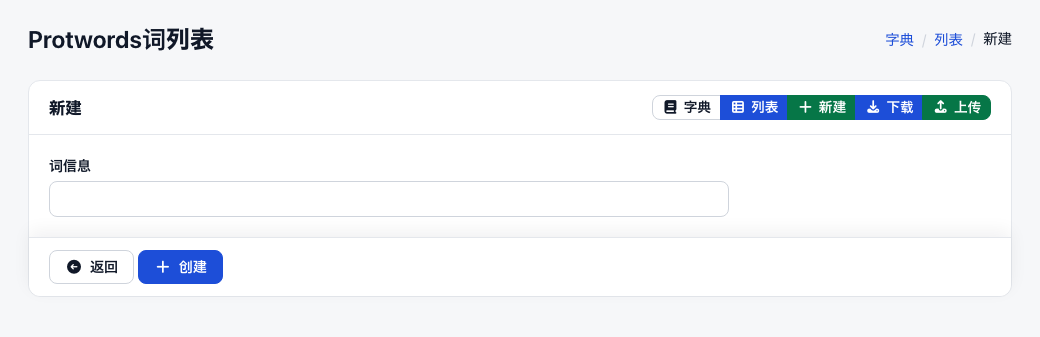 Protwords词列表
字典 / 列表 / 新建
新建
字典 列表 新建 下载 上传
词信息
返回 创建